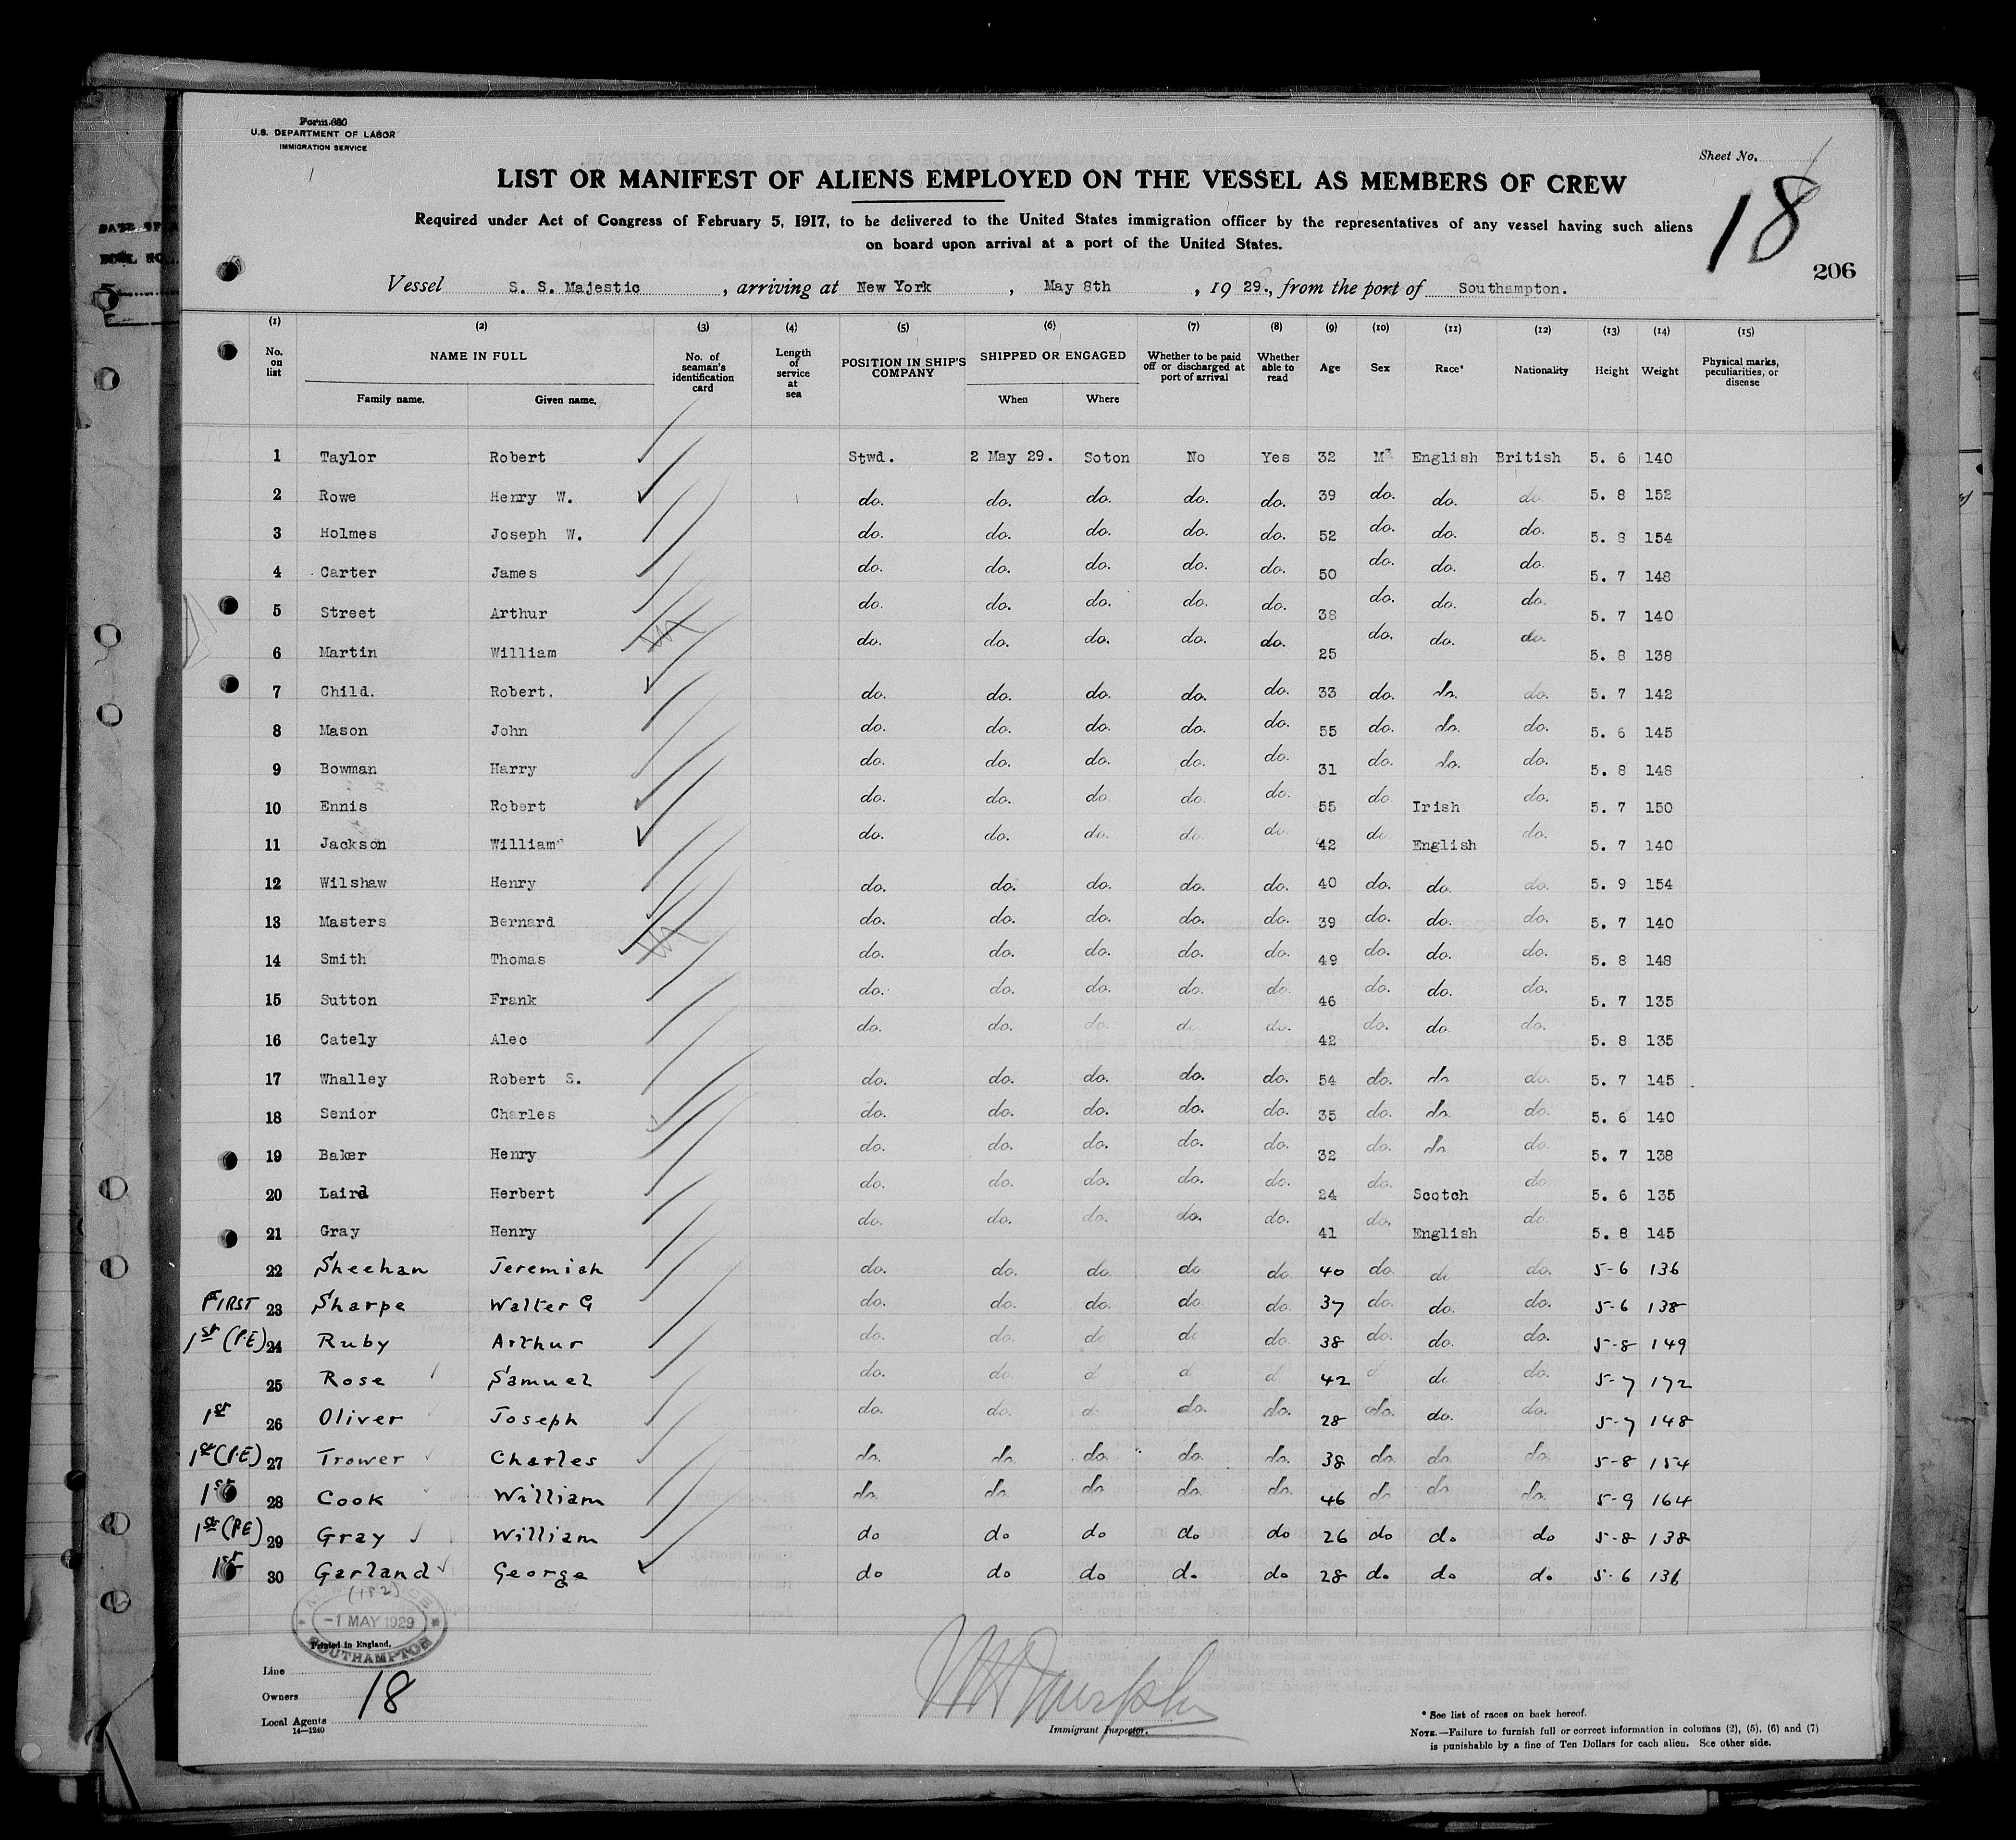 Form 680
U.S. DEPARTMENT OF LABOR
IMMIGRATION SERVICE
Sheet No.
18
206
LIST OR MANIFEST OF ALIENS EMPLOYED ON THE VESSEL AS MEMBERS OF CREW
Required under Act of Congress of February 5, 1917, to be delivered to the United States immigration officer by the representatives of any vessel having such aliens
on board upon arrival at a port of the United States.
Vessel S. S. Majestic, arriving at New York, May 8th, 1929., from the port of Southampton.
(1) (2) (3) (4) (5) (6) (7) (8) (9) (10) (11) (12) (13) (14) (15)
No. on list NAME IN FULL Family name. Given name. No. of seaman's identification card Length of service at sea POSITION IN SHIP'S COMPANY SHIPPED OR ENGAGED When Where Whether to be paid off or discharged at port of arrival Whether able to read Age Sex Race* Nationality Height Weight Physical marks, peculiarities, or disease
1 Taylor Robert Stwd. 2 May 29. Soton No Yes 32 M English British 5. 6 140
2 Rowe Henry W. do. do. do. do. do. 39 do. do. do. 5. 8 152
3 Holmes Joseph W. do. do. do. do. do. 52 do. do. do. 5. 8 154
4 Carter James do. do. do. do. do. 50 do. do. do. 5. 7 148
5 Street Arthur do. do. do. do. do. 38 do. do. do. 5. 7 140
6 Martin William do. do. do. do. do. 25 do. do. do. 5. 8 138
7 Child. Robert. do. do. do. do. do. 33 do. do. do. 5. 7 142
8 Mason John do. do. do. do. do. 55 do. do. do. 5. 6 145
9 Bowman Harry do. do. do. do. do. 31 do. do. do. 5. 8 148
10 Ennis Robert do. do. do. do. do. 55 do. Irish do. 5. 7 150
11 Jackson William do. do. do. do. do. 42 do English do. 5. 7 140
12 Wilshaw Henry do. do. do. do. do. 40 do. do. do. 5. 9 154
13 Masters Bernard do. do. do. do. do. 39 do. do. do. 5. 7 140
14 Smith Thomas do. do. do. do. do. 49 do. do. do. 5. 8 148
15 Sutton Frank do. do. do. do. do. 46 do. do. do. 5. 7 135
16 Cately Alec do. do. do. do. do. 42 do. do. do. 5. 8 135
17 Whalley Robert S. do. do. do. do. do. 54 do. do. do. 5. 7 145
18 Senior Charles do. do. do. do. do. 35 do. do. do. 5. 6 140
19 Baker Henry do. do. do. do. do. 32 do. do. do. 5. 7 138
20 Laird Herbert do. do. do. do. do. 24 do. Scotch do. 5. 6 135
21 Gray Henry do. do. do. do. do. 41 do. English do. 5. 8 145
22 Sheehan Jeremiah do. do. do. do. do 40 do. do do. 5-6 136
FIRST 23 Sharpe Walter G do. do. do. do. do. 37 do. do. do. 5-6 138
1st (P.E) 24 Ruby Arthur do. do. do do do. 38 do. do. do. 5-8 149
25 Rose Samuel do. do. d d d 42 d do do. 5-7 172
1st 26 Oliver Joseph do. do. d do. do. 28 do. do. do. 5-7 148
1st (P.E) 27 Trower Charles do. do. do. do. do. 38 do. do. do. 5-8 154
1st 28 Cook William do. do. do do. do. 46 do do do. 5-9 164
1st (P.E) 29 Gray William do do do do do 26 do do do 5-8 138
1st 30 Garland George do do do do. do 28 do. do do 5-6 136
(182)
-1 MAY 1929
SOUTHAMPTON
Printed in England.
Line
Owners
Local Agents
14—1240
18
Immigrant Inspector.
* See list of races on back hereof.
NOTE.—Failure to furnish full or correct information in columns (2), (5), (6) and (7)
is punishable by a fine of Ten Dollars for each alien. See other side.